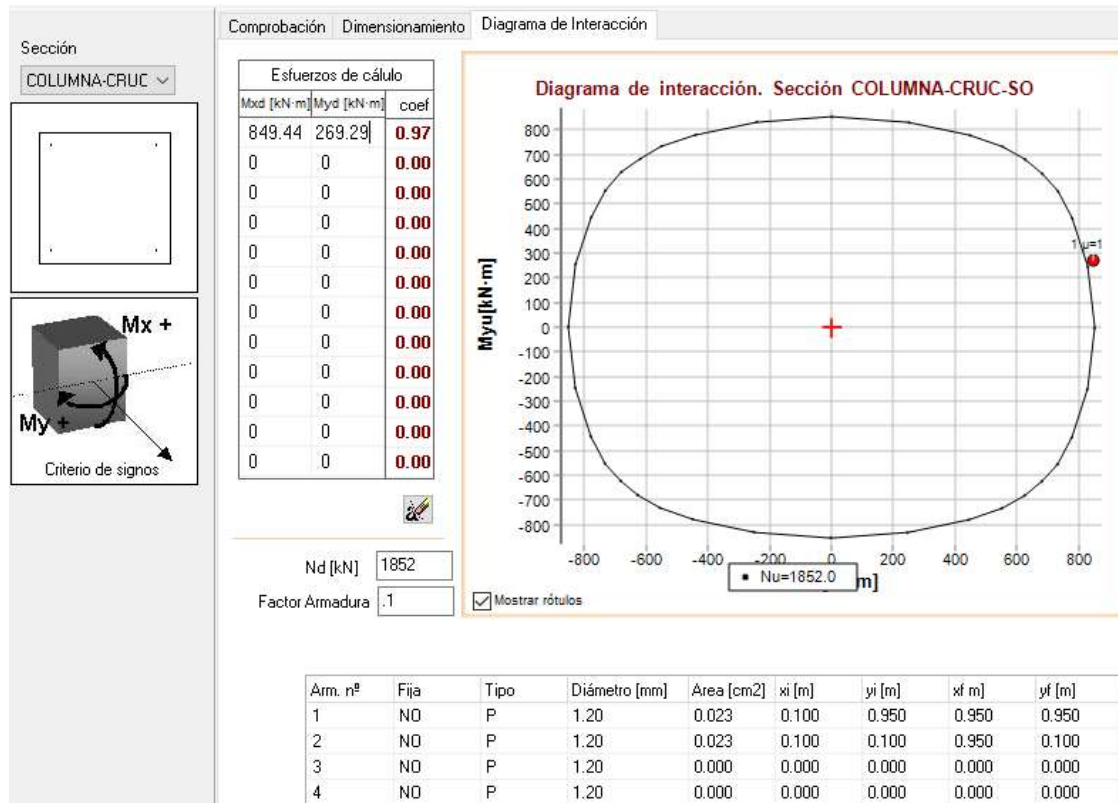 Comprobación Dimensionamiento Diagrama de Interacción
Sección
COLUMNA-CRUC
Mx +
My +
Criterio de signos
Esfuerzos de cálulo
Mxd [kN·m] Myd [kN·m] coef
849.44 269.29 0.97
0 0 0.00
0 0 0.00
0 0 0.00
0 0 0.00
0 0 0.00
0 0 0.00
0 0 0.00
0 0 0.00
0 0 0.00
0 0 0.00
0 0 0.00
Nd [kN] 1852
Factor Armadura .1
Diagrama de interacción. Sección COLUMNA-CRUC-SO
Myu[kN·m]
800
700
600
500
400
300
200
100
0
-100
-200
-300
-400
-500
-600
-700
-800
1 µ=1
-800 -600 -400 -200 0 200 400 600 800
Nu=1852.0 m]
Mostrar rótulos
Arm. nº Fija Tipo Diámetro [mm] Area [cm2] xi [m] yi [m] xf m] yf [m]
1 NO P 1.20 0.023 0.100 0.950 0.950 0.950
2 NO P 1.20 0.023 0.100 0.100 0.950 0.100
3 NO P 1.20 0.000 0.000 0.000 0.000 0.000
4 NO P 1.20 0.000 0.000 0.000 0.000 0.000